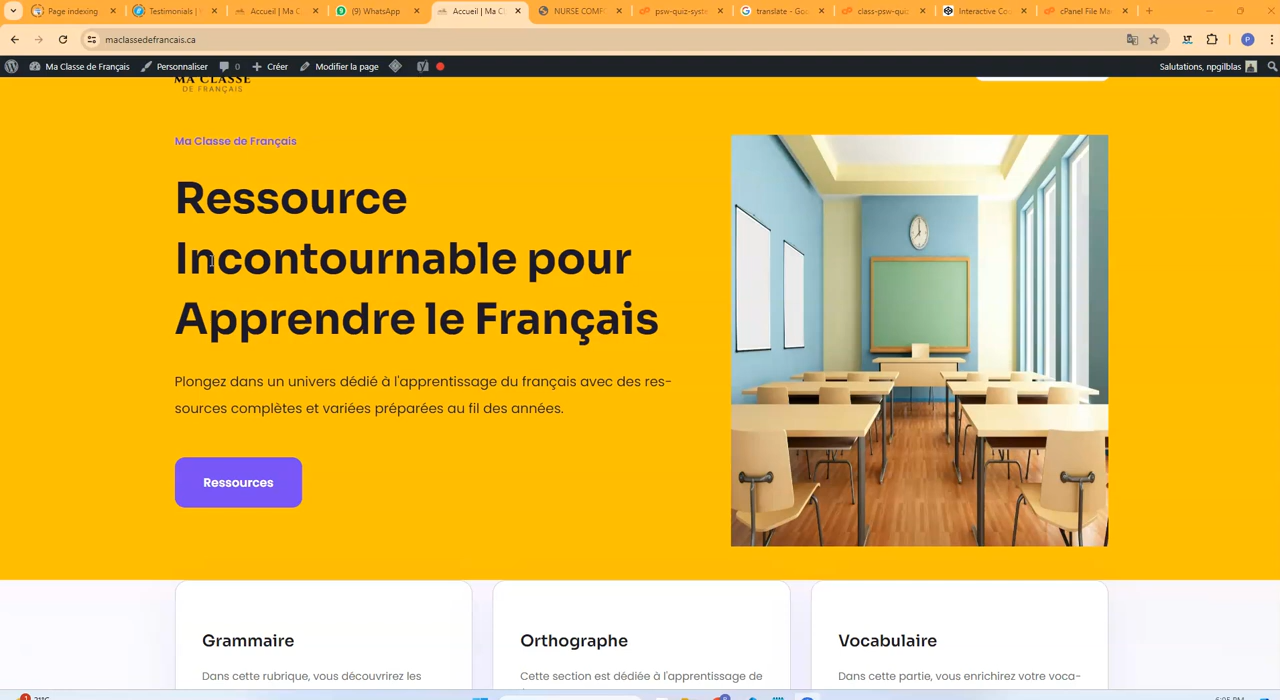 Page indexing
Testimonials |
Accueil | Ma C
(9) WhatsApp
Accueil | Ma C
NURSE COMF
psw-quiz-syste
translate - Goo
class-psw-quiz
Interactive Cou
cPanel File Ma
maclassedefrancais.ca
Ma Classe de Français
Personnaliser
0
Créer
Modifier la page
Salutations, npgilblas
MA CLASSE
DE FRANÇAIS
Ma Classe de Français
Ressource
Incontournable pour
Apprendre le Français
Plongez dans un univers dédié à l'apprentissage du français avec des res-
sources complètes et variées préparées au fil des années.
Ressources
Grammaire
Dans cette rubrique, vous découvrirez les
Orthographe
Cette section est dédiée à l'apprentissage de
Vocabulaire
Dans cette partie, vous enrichirez votre voca-